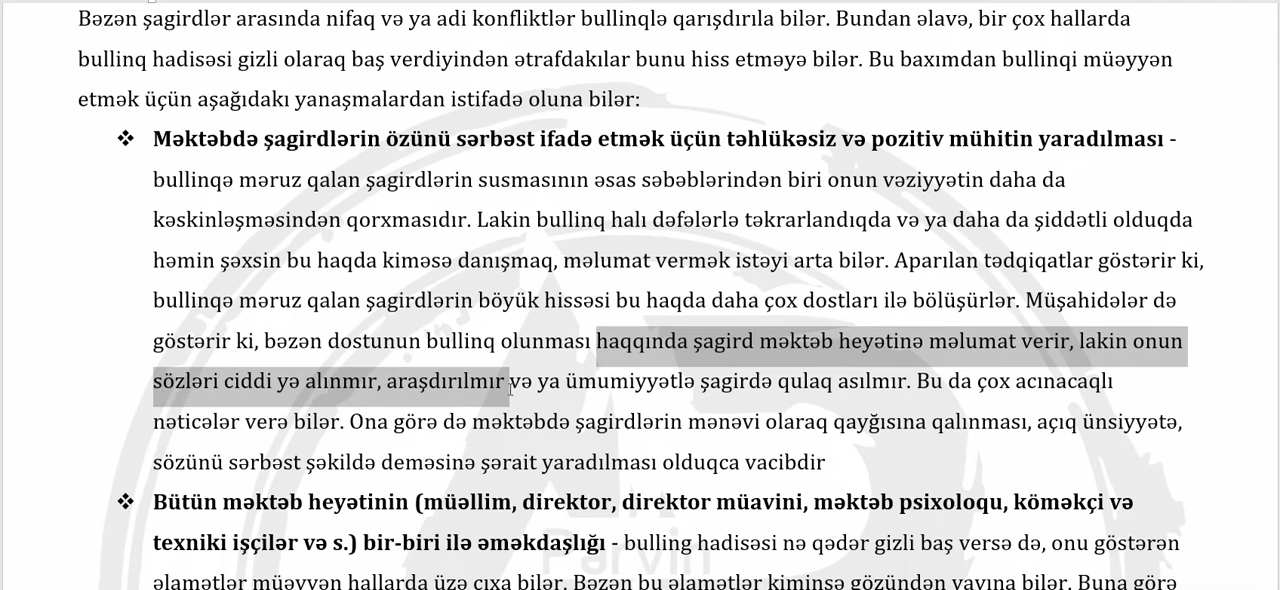 Bəzən şagirdlər arasında nifaq və ya adi konfliktlər bullinqlə qarışdırıla bilər. Bundan əlavə, bir çox hallarda
bullinq hadisəsi gizli olaraq baş verdiyindən ətrafdakılar bunu hiss etməyə bilər. Bu baxımdan bullinqi müəyyən
etmək üçün aşağıdakı yanaşmalardan istifadə oluna bilər:
❖ Məktəbdə şagirdlərin özünü sərbəst ifadə etmək üçün təhlükəsiz və pozitiv mühitin yaradılması -
bullinqə məruz qalan şagirdlərin susmasının əsas səbəblərindən biri onun vəziyyətin daha da
kəskinləşməsindən qorxmasıdır. Lakin bullinq halı dəfələrlə təkrarlandıqda və ya daha da şiddətli olduqda
həmin şəxsin bu haqda kiməsə danışmaq, məlumat vermək istəyi arta bilər. Aparılan tədqiqatlar göstərir ki,
bullinqə məruz qalan şagirdlərin böyük hissəsi bu haqda daha çox dostları ilə bölüşürlər. Müşahidələr də
göstərir ki, bəzən dostunun bullinq olunması haqqında şagird məktəb heyətinə məlumat verir, lakin onun
sözləri ciddi yə alınmır, araşdırılmır və ya ümumiyyətlə şagirdə qulaq asılmır. Bu da çox acınacaqlı
nəticələr verə bilər. Ona görə də məktəbdə şagirdlərin mənəvi olaraq qayğısına qalınması, açıq ünsiyyətə,
sözünü sərbəst şəkildə deməsinə şərait yaradılması olduqca vacibdir
❖ Bütün məktəb heyətinin (müəllim, direktor, direktor müavini, məktəb psixoloqu, köməkçi və
texniki işçilər və s.) bir-biri ilə əməkdaşlığı - bulling hadisəsi nə qədər gizli baş versə də, onu göstərən
əlamətlər müəyyən hallarda üzə çıxa bilər. Bəzən bu əlamətlər kiminsə gözündən yayına bilər. Buna görə
Parvin